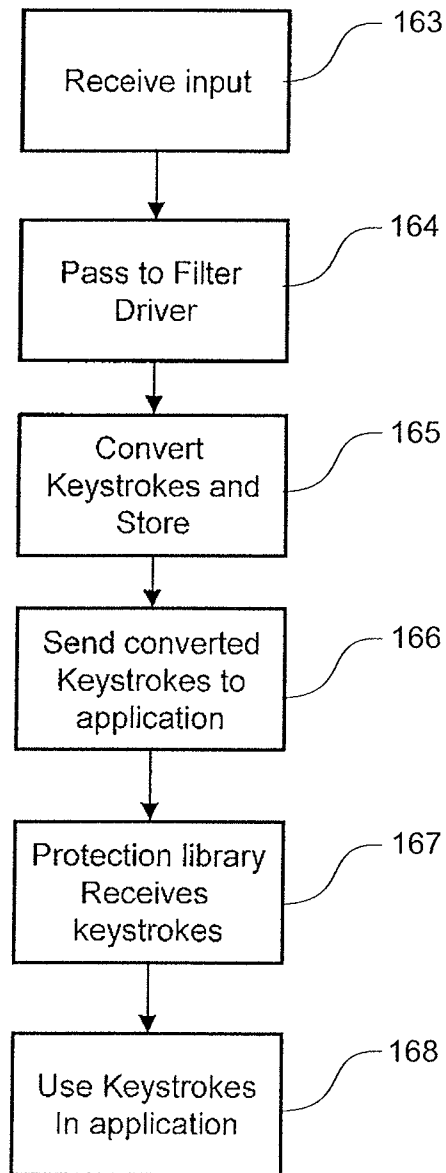 163
Receive input
164
Pass to Filter
Driver
165
Convert
Keystrokes and
Store
166
Send converted
Keystrokes to
application
167
Protection library
Receives
keystrokes
168
Use Keystrokes
In application